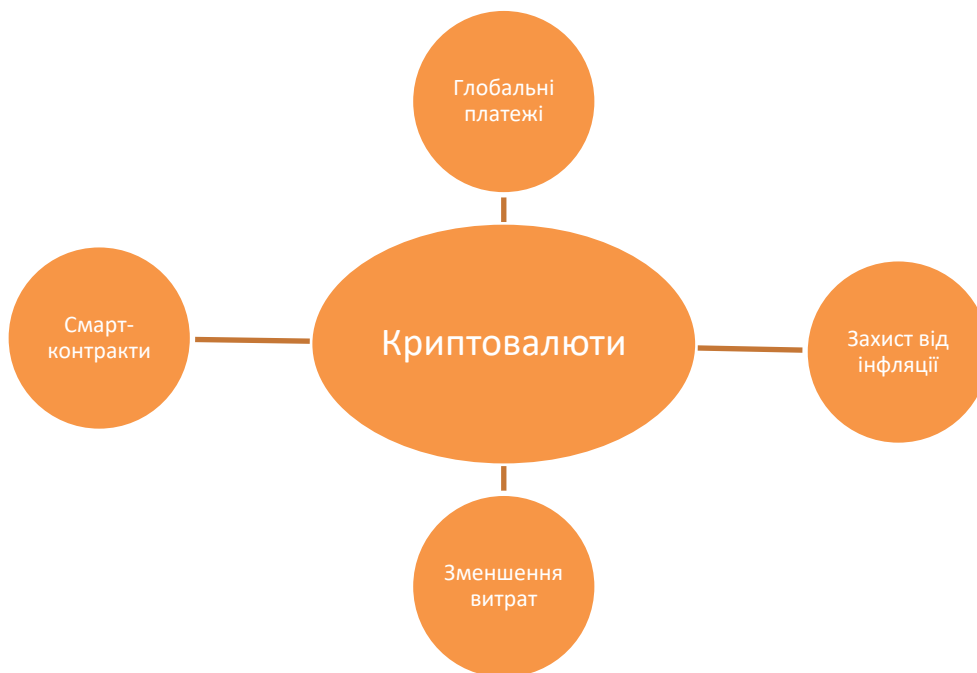 Глобальні
платежі
Смарт-
контракти
Криптовалюти
Захист від
інфляції
Зменшення
витрат